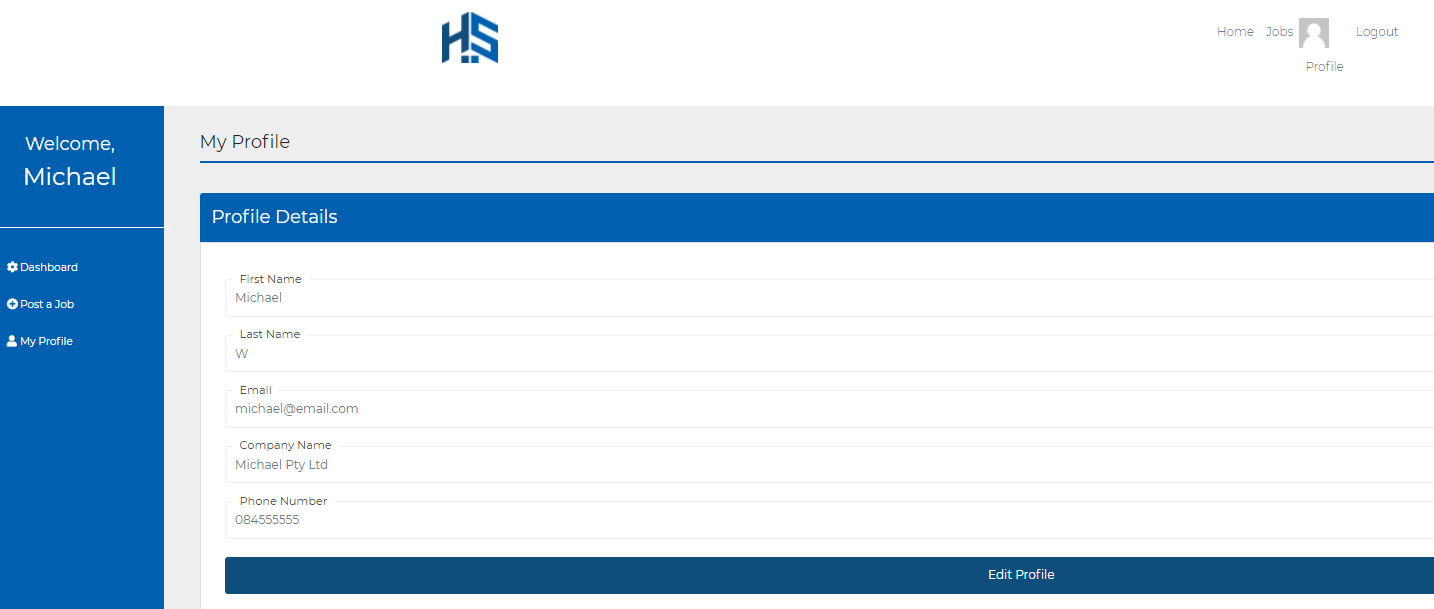 HS
Home Jobs Logout
Profile
Welcome,
Michael
Dashboard
Post a Job
My Profile
My Profile
Profile Details
First Name
Michael
Last Name
W
Email
michael@email.com
Company Name
Michael Pty Ltd
Phone Number
084555555
Edit Profile